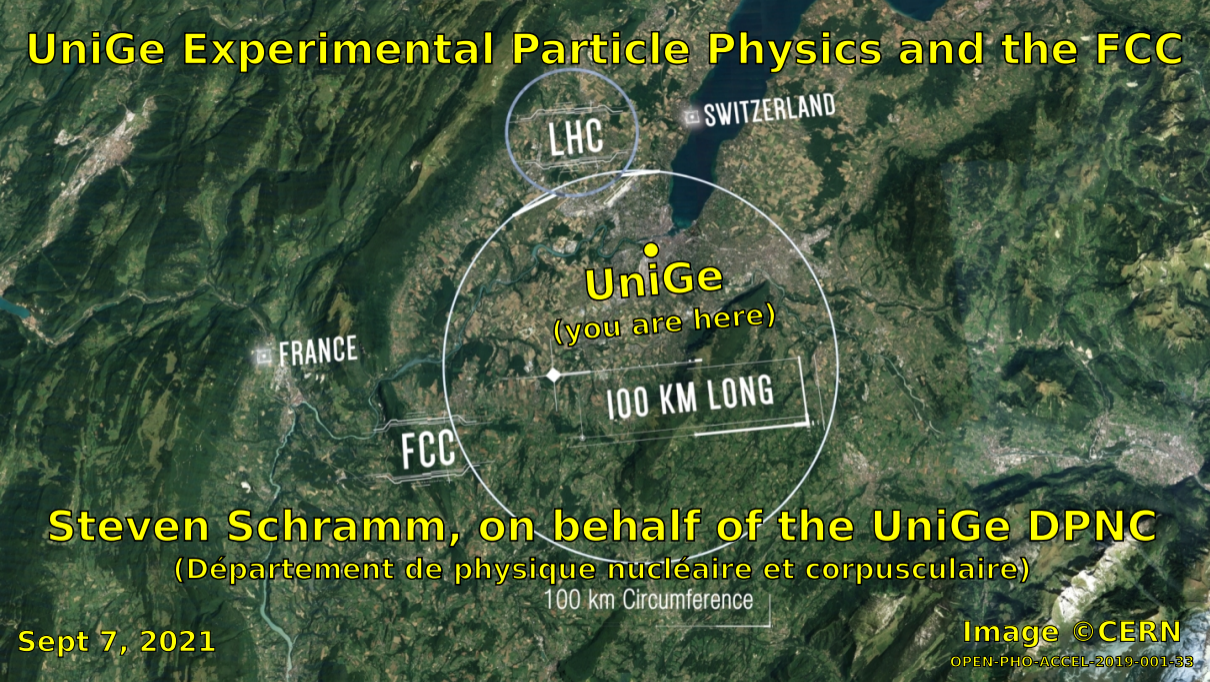 UniGe Experimental Particle Physics and the FCC
LHC
SWITZERLAND
UniGe
(you are here)
FRANCE
100 KM LONG
FCC
Steven Schramm, on behalf of the UniGe DPNC
(Département de physique nucléaire et corpusculaire)
100 km Circumference
Sept 7, 2021
Image ©CERN
OPEN-PHO-ACCEL-2019-001-33